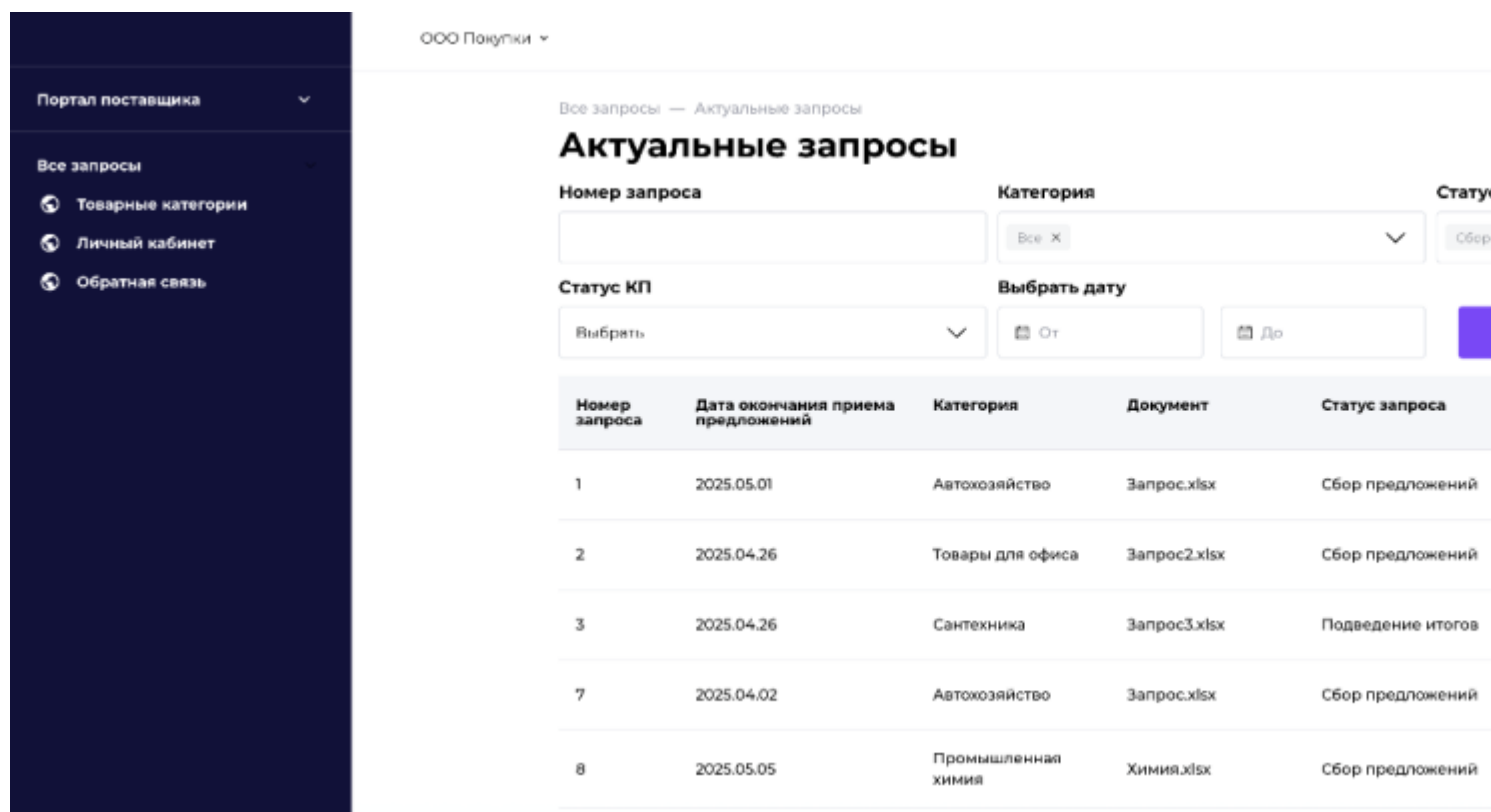 ООО Покупки
Портал поставщика
Все запросы — Актуальные запросы
Актуальные запросы
Все запросы
Товарные категории
Личный кабинет
Обратная связь
Номер запроса Категория Статус
Все × Сбор
Статус КП Выбрать дату
Выбрать От До
Номер запроса Дата окончания приема предложений Категория Документ Статус запроса
1 2025.05.01 Автохозяйство Запрос.xlsx Сбор предложений
2 2025.04.26 Товары для офиса Запрос2.xlsx Сбор предложений
3 2025.04.26 Сантехника Запрос3.xlsx Подведение итогов
7 2025.04.02 Автохозяйство Запрос.xlsx Сбор предложений
8 2025.05.05 Промышленная химия Химия.xlsx Сбор предложений